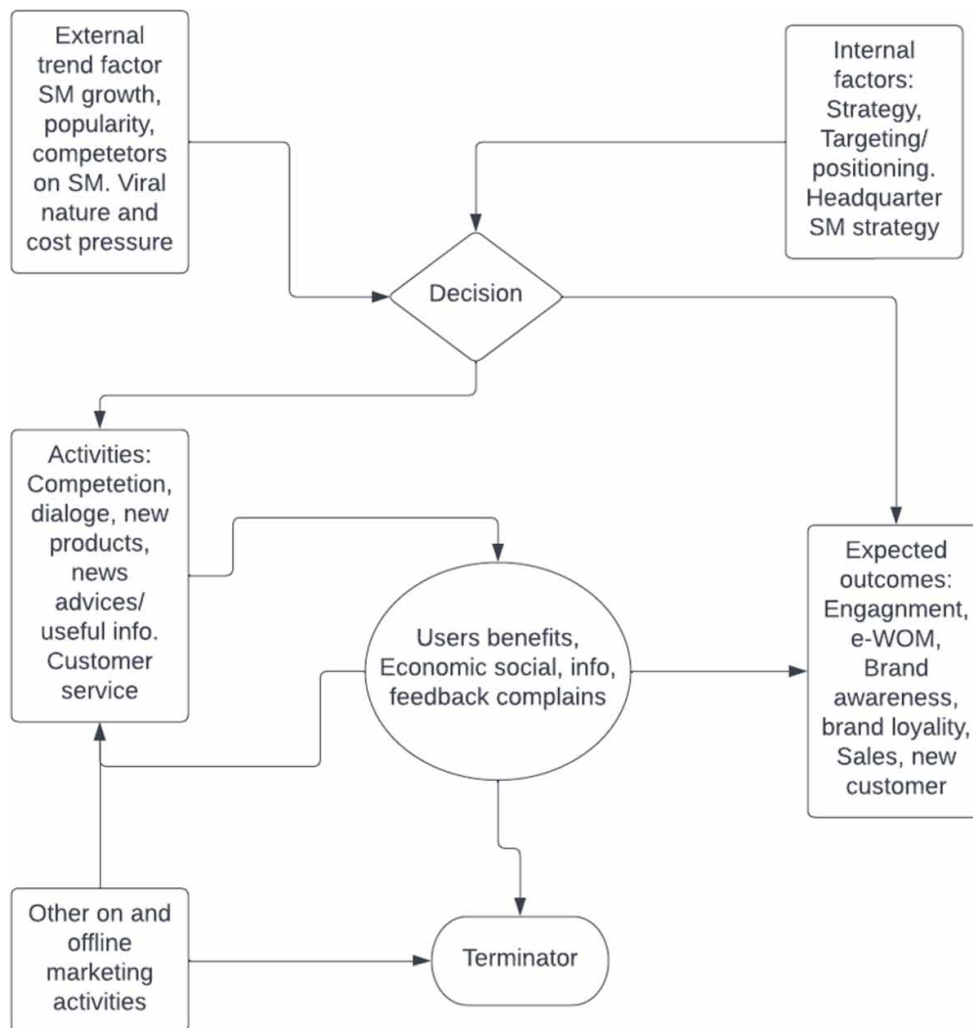 External
trend factor
SM growth,
popularity,
competetors
on SM. Viral
nature and
cost pressure
Internal
factors:
Strategy,
Targeting/
positioning.
Headquarter
SM strategy
Decision
Activities:
Competetion,
dialoge, new
products,
news
advices/
useful info.
Customer
service
Users benefits,
Economic social, info,
feedback complains
Expected
outcomes:
Engagnment,
e-WOM,
Brand
awareness,
brand loyality,
Sales, new
customer
Other on and
offline
marketing
activities
Terminator